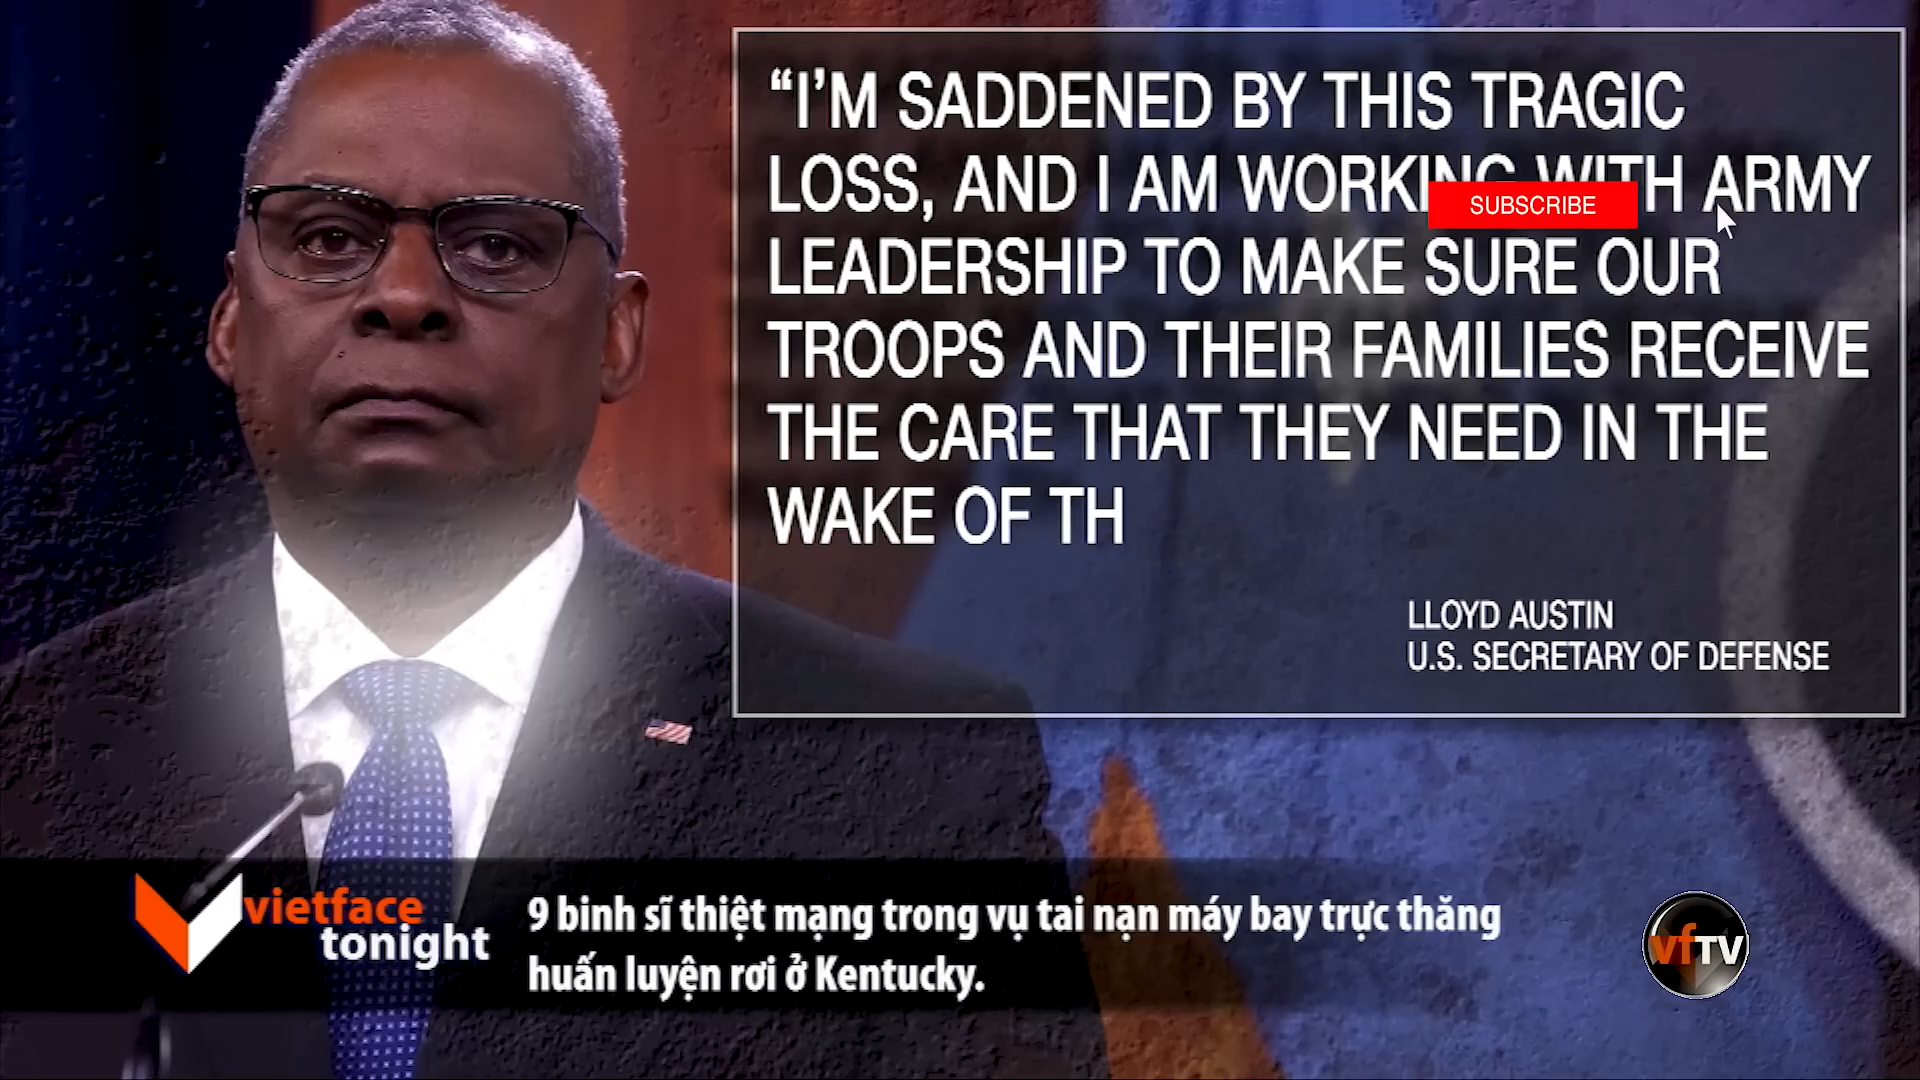 “I’M SADDENED BY THIS TRAGIC
LOSS, AND I AM WORKING WITH ARMY
SUBSCRIBE
LEADERSHIP TO MAKE SURE OUR
TROOPS AND THEIR FAMILIES RECEIVE
THE CARE THAT THEY NEED IN THE
WAKE OF TH
LLOYD AUSTIN
U.S. SECRETARY OF DEFENSE
vietface
tonight
9 binh sĩ thiệt mạng trong vụ tai nạn máy bay trực thăng
huấn luyện rơi ở Kentucky.
vfTV